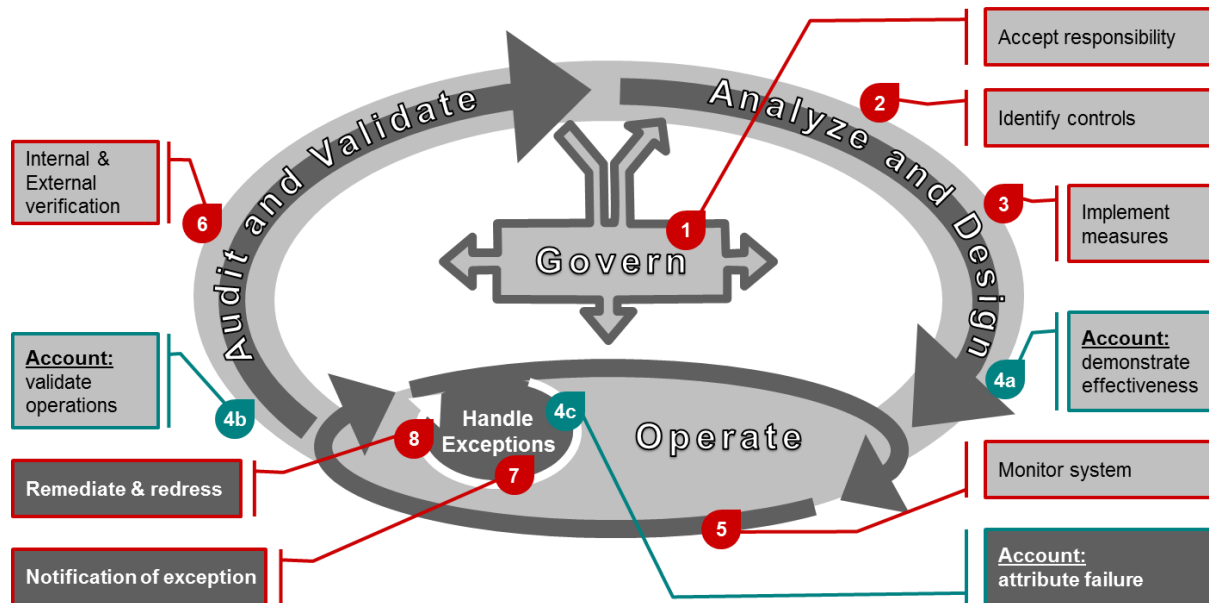 Accept responsibility
Audit and Validate
Analyze and Design
2
Identify controls
Internal &
External
verification
6
1
3
Implement
measures
Govern
Account:
validate
operations
4b
4a
Account:
demonstrate
effectiveness
Handle
Exceptions
4c
8
7
Operate
Monitor system
Remediate & redress
5
Notification of exception
Account:
attribute failure